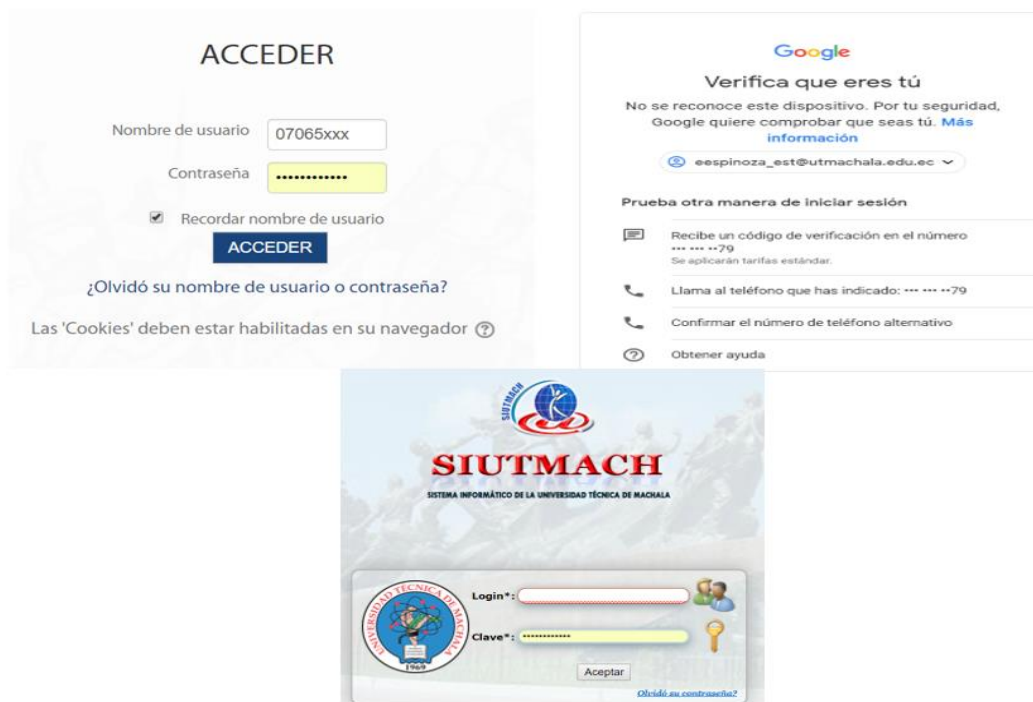 ACCEDER
Nombre de usuario 07065xxx
Contraseña ••••••••••••
Recordar nombre de usuario
ACCEDER
¿Olvidó su nombre de usuario o contraseña?
Las 'Cookies' deben estar habilitadas en su navegador
Google
Verifica que eres tú
No se reconoce este dispositivo. Por tu seguridad,
Google quiere comprobar que seas tú. Más
información
eespinoza_est@utmachala.edu.ec
Prueba otra manera de iniciar sesión
Recibe un código de verificación en el número
••• ••• ••79
Se aplicarán tarifas estándar.
Llama al teléfono que has indicado: ••• ••• ••79
Confirmar el número de teléfono alternativo
Obtener ayuda
SIUTMACH
SIUTMACH
SISTEMA INFORMÁTICO DE LA UNIVERSIDAD TÉCNICA DE MACHALA
UNIVERSIDAD TÉCNICA DE MACHALA
1969
Login*:
Clave*: ••••••••••••
Aceptar
Olvidó su contraseña?